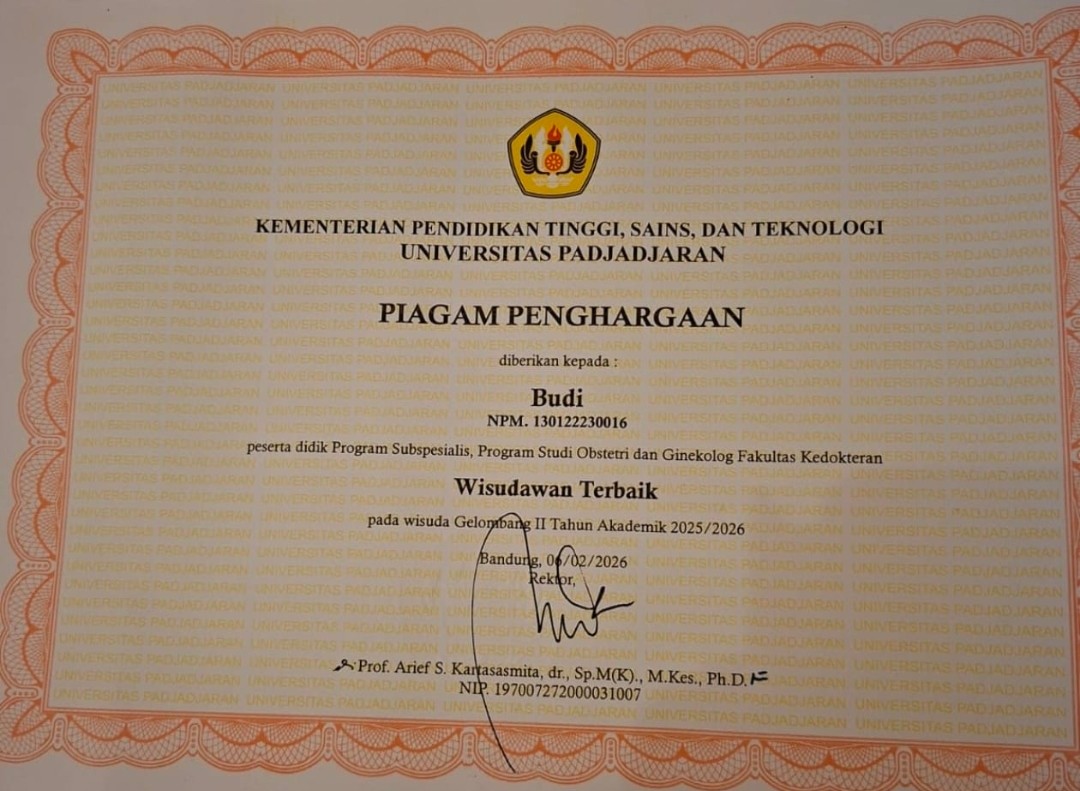 KEMENTERIAN PENDIDIKAN TINGGI, SAINS, DAN TEKNOLOGI
UNIVERSITAS PADJADJARAN
PIAGAM PENGHARGAAN
diberikan kepada :
Budi
NPM. 130122230016
peserta didik Program Subspesialis, Program Studi Obstetri dan Ginekolog Fakultas Kedokteran
Wisudawan Terbaik
pada wisuda Gelombang II Tahun Akademik 2025/2026
Bandung, 06/02/2026
Rektor,
Prof. Arief S. Kartasasmita, dr., Sp.M(K)., M.Kes., Ph.D.
NIP. 197007272000031007